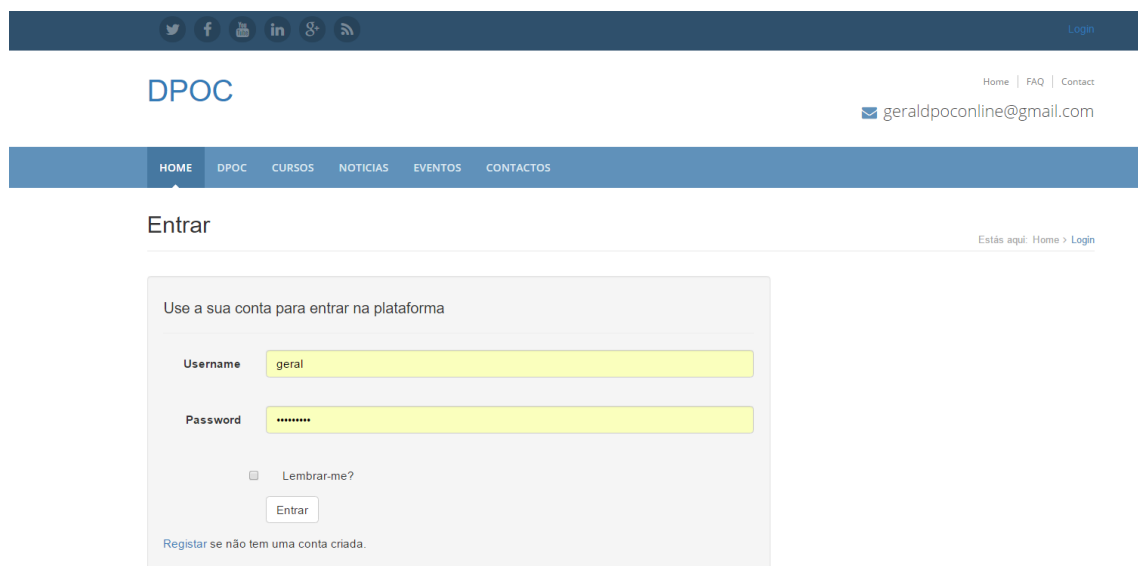 Login
DPOC
Home FAQ Contact
geraldpoconline@gmail.com
HOME DPOC CURSOS NOTICIAS EVENTOS CONTACTOS
Entrar
Estás aqui: Home > Login
Use a sua conta para entrar na plataforma
Username geral
Password •••••••••
Lembrar-me?
Entrar
Registar se não tem uma conta criada.